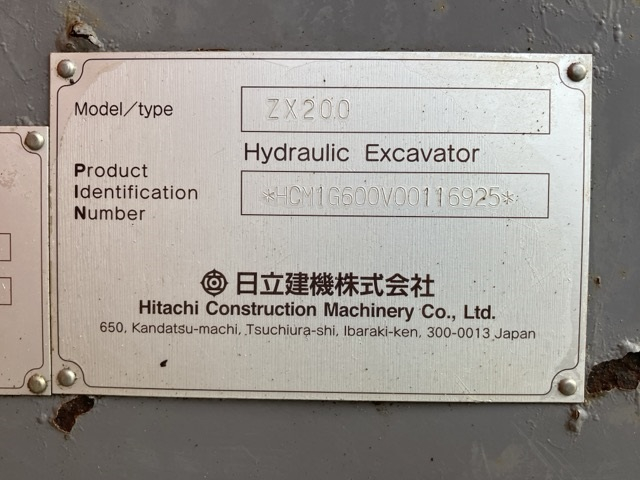 Model/type ZX200
Hydraulic Excavator
Product
Identification
Number
*HCM1G600V00116925*
日立建機株式会社
Hitachi Construction Machinery Co., Ltd.
650, Kandatsu-machi, Tsuchiura-shi, Ibaraki-ken, 300-0013 Japan